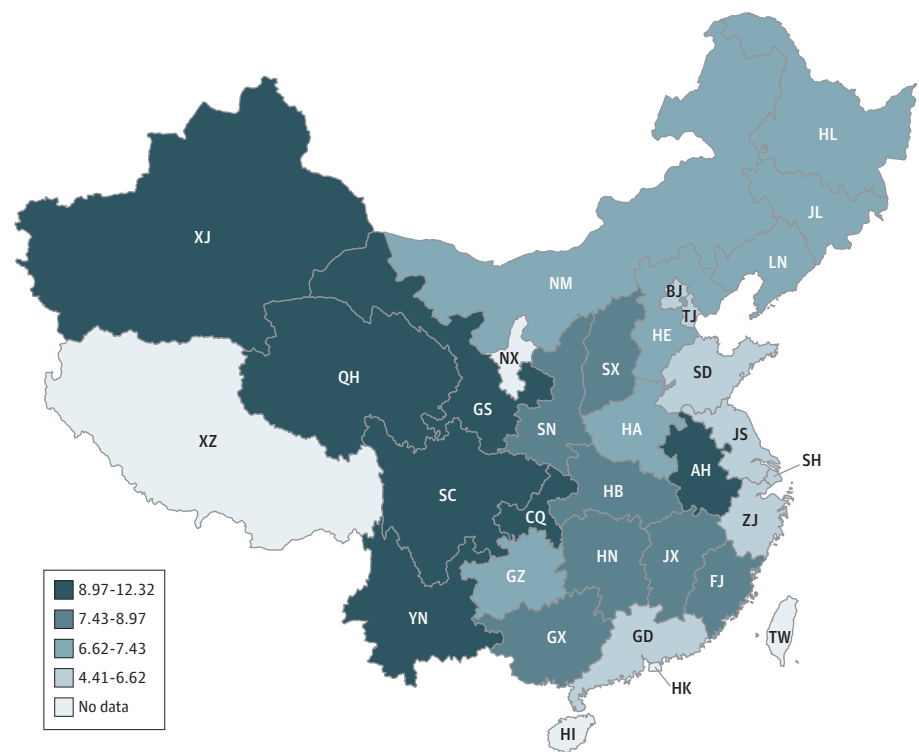 HL
XJ
JL
LN
NM
BJ
TJ
HE
NX
SX
SD
QH
GS
SN
HA
JS
XZ
SH
AH
SC
HB
CQ
ZJ
HN
JX
GZ
FJ
8.97-12.32
7.43-8.97
6.62-7.43
4.41-6.62
No data
YN
GX
GD
TW
HK
HI